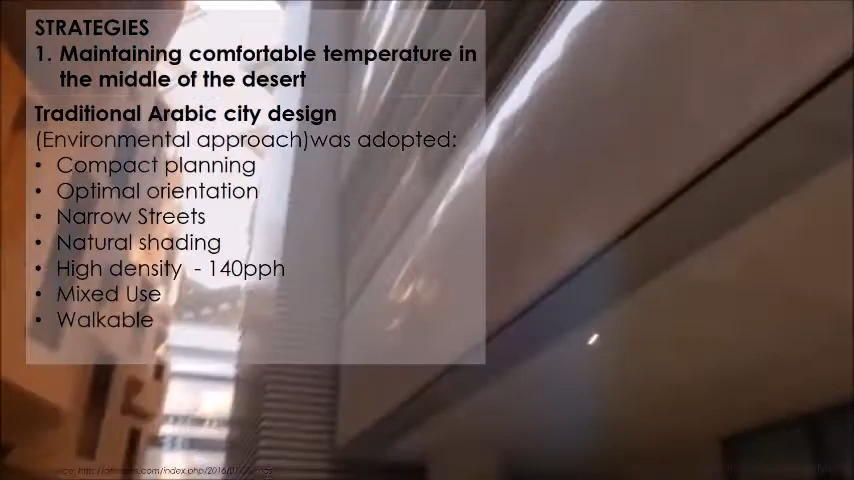 STRATEGIES
1. Maintaining comfortable temperature in
the middle of the desert
Traditional Arabic city design
(Environmental approach)was adopted:
• Compact planning
• Optimal orientation
• Narrow Streets
• Natural shading
• High density - 140pph
• Mixed Use
• Walkable